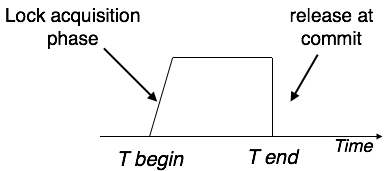 Lock acquisition
phase
release at
commit
Time
T begin
T end